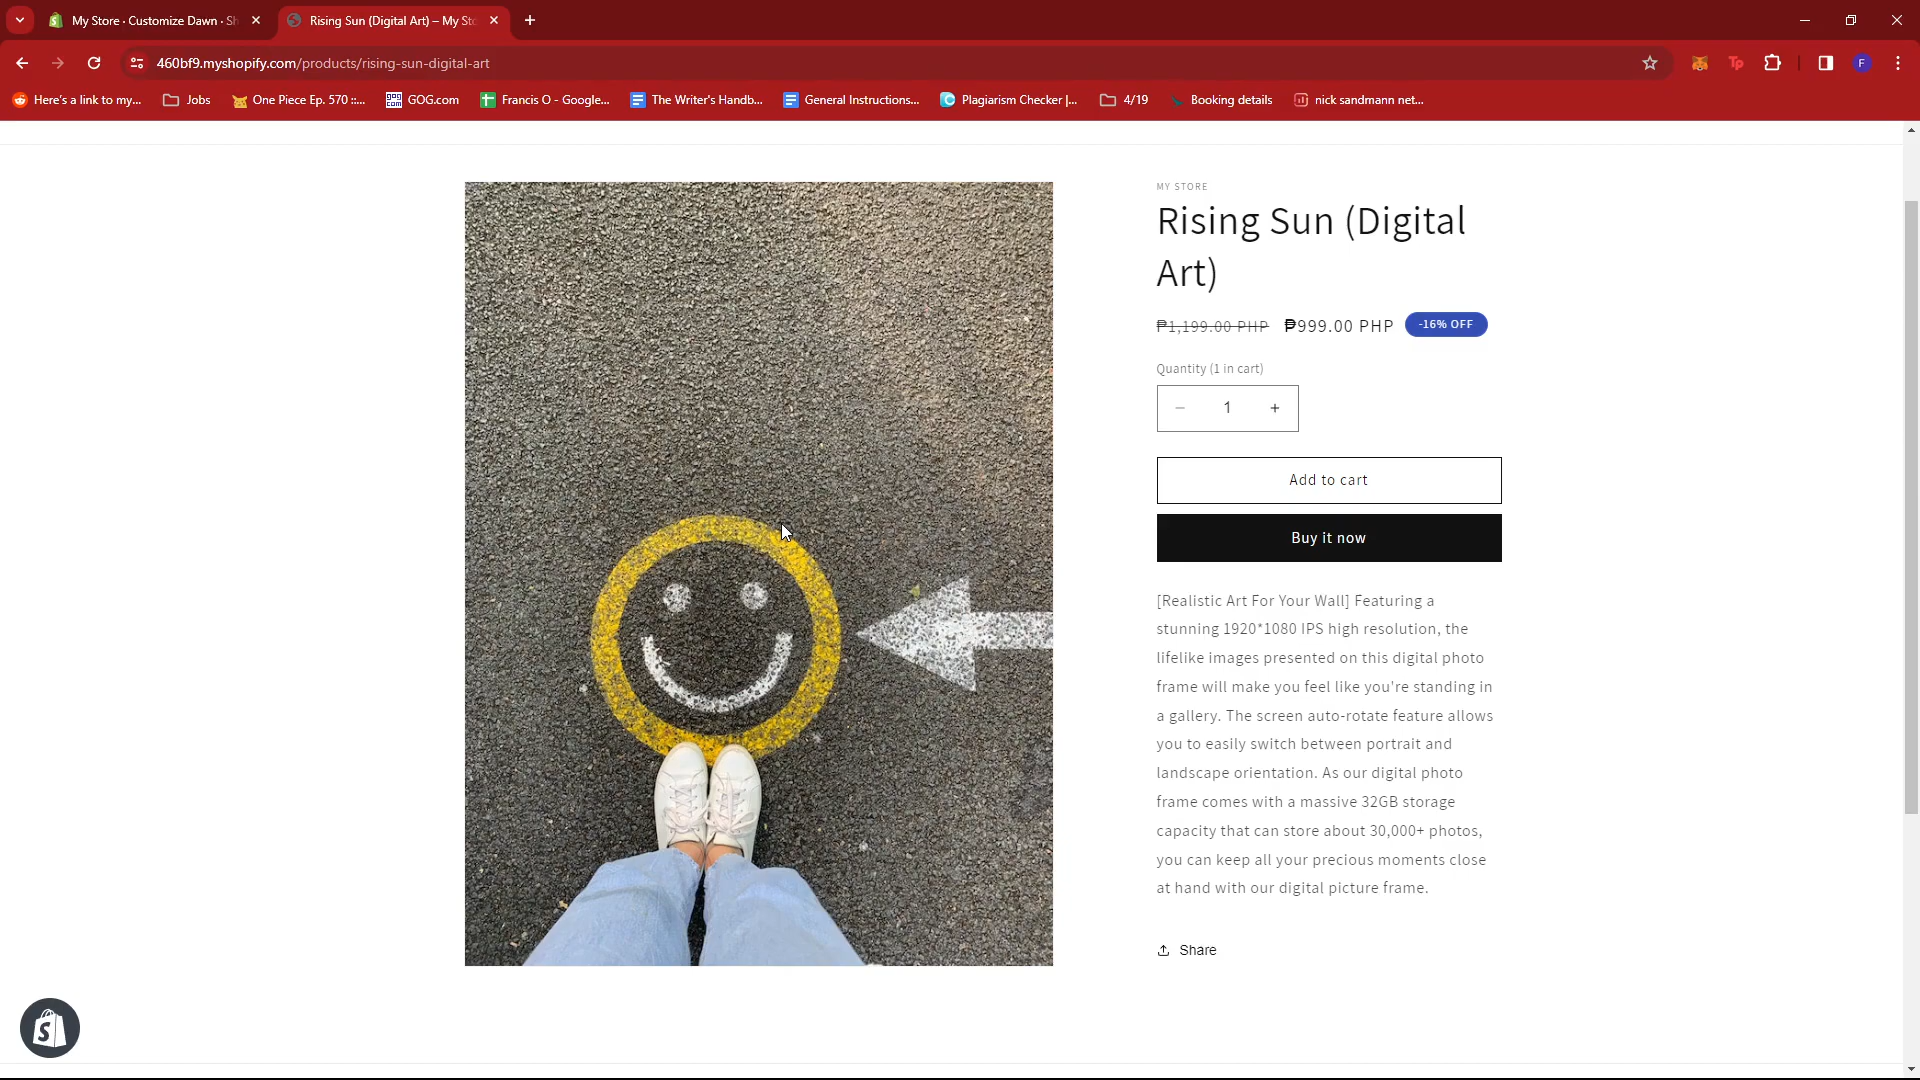 My Store · Customize Dawn · Sh
Rising Sun (Digital Art) – My Sto
460bf9.myshopify.com/products/rising-sun-digital-art
Tp
F
Here's a link to my...
Jobs
One Piece Ep. 570 ::...
GOG.com
Francis O - Google...
The Writer's Handb...
General Instructions...
Plagiarism Checker |...
4/19
Booking details
nick sandmann net...
MY STORE
Rising Sun (Digital
Art)
₱1,199.00 PHP ₱999.00 PHP -16% OFF
Quantity (1 in cart)
− 1 +
Add to cart
Buy it now
[Realistic Art For Your Wall] Featuring a
stunning 1920*1080 IPS high resolution, the
lifelike images presented on this digital photo
frame will make you feel like you're standing in
a gallery. The screen auto-rotate feature allows
you to easily switch between portrait and
landscape orientation. As our digital photo
frame comes with a massive 32GB storage
capacity that can store about 30,000+ photos,
you can keep all your precious moments close
at hand with our digital picture frame.
Share